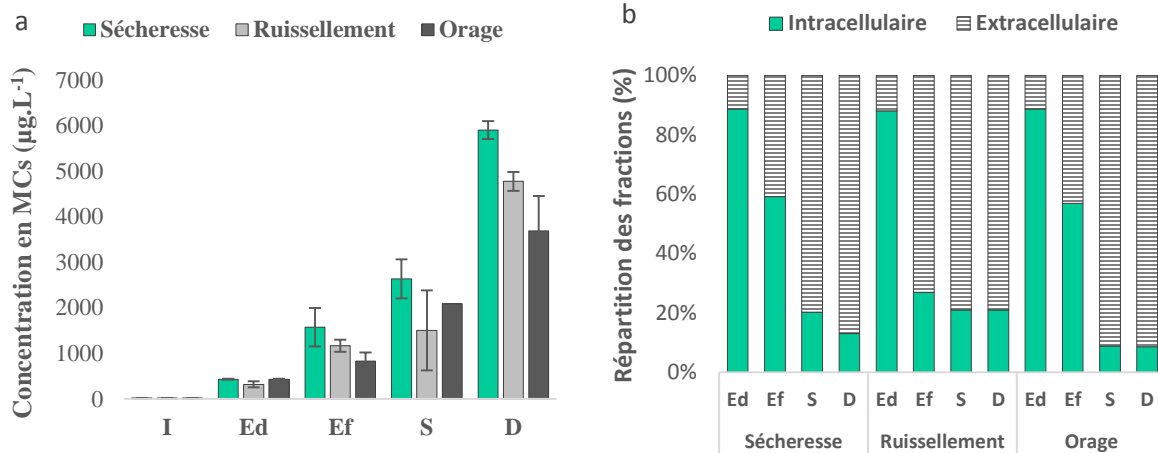 a
Sécheresse Ruissellement Orage
Concentration en MCs (µg.L-1)
7000
6000
5000
4000
3000
2000
1000
0
I Ed Ef S D
b
Intracellulaire Extracellulaire
Répartition des fractions (%)
100%
80%
60%
40%
20%
0%
Ed Ef S D Ed Ef S D Ed Ef S D
Sécheresse Ruissellement Orage